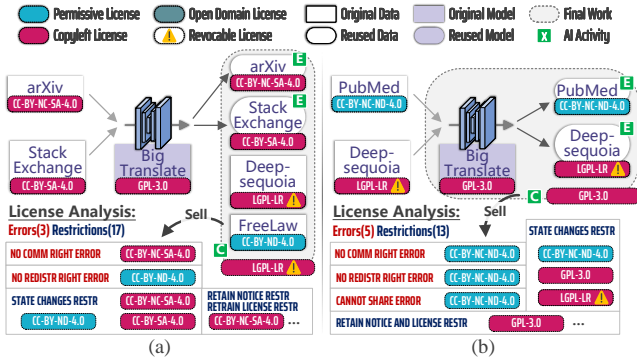 Permissive License
Open Domain License
Original Data
Original Model
Final Work
Copyleft License
Revocable License
Reused Data
Reused Model
X AI Activity
arXiv
CC-BY-NC-SA-4.0
Stack
Exchange
CC-BY-SA-4.0
Big
Translate
GPL-3.0
E
arXiv
CC-BY-NC-SA-4.0
E
Stack
Exchange
CC-BY-SA-4.0
Deep-
sequoia
LGPL-LR
FreeLaw
CC-BY-ND-4.0
C
LGPL-LR
Sell
License Analysis:
Errors(3) Restrictions(17)
NO COMM RIGHT ERROR
CC-BY-NC-SA-4.0
NO REDISTR RIGHT ERROR
CC-BY-ND-4.0
STATE CHANGES RESTR
CC-BY-NC-SA-4.0
CC-BY-ND-4.0
CC-BY-SA-4.0
RETAIN NOTICE RESTR
RETRAIN LICENSE RESTR
CC-BY-NC-SA-4.0 ...
(a)
PubMed
CC-BY-NC-ND-4.0
Deep-
sequoia
LGPL-LR
Big
Translate
GPL-3.0
E
PubMed
CC-BY-NC-ND-4.0
E
Deep-
sequoia
LGPL-LR
C
GPL-3.0
Sell
License Analysis:
Errors(5) Restrictions(13)
NO COMM RIGHT ERROR
CC-BY-NC-ND-4.0
NO REDISTR RIGHT ERROR
CC-BY-NC-ND-4.0
CANNOT SHARE ERROR
CC-BY-NC-ND-4.0
STATE CHANGES RESTR
CC-BY-NC-ND-4.0
GPL-3.0
LGPL-LR
RETAIN NOTICE AND LICENSE RESTR
GPL-3.0
...
(b)